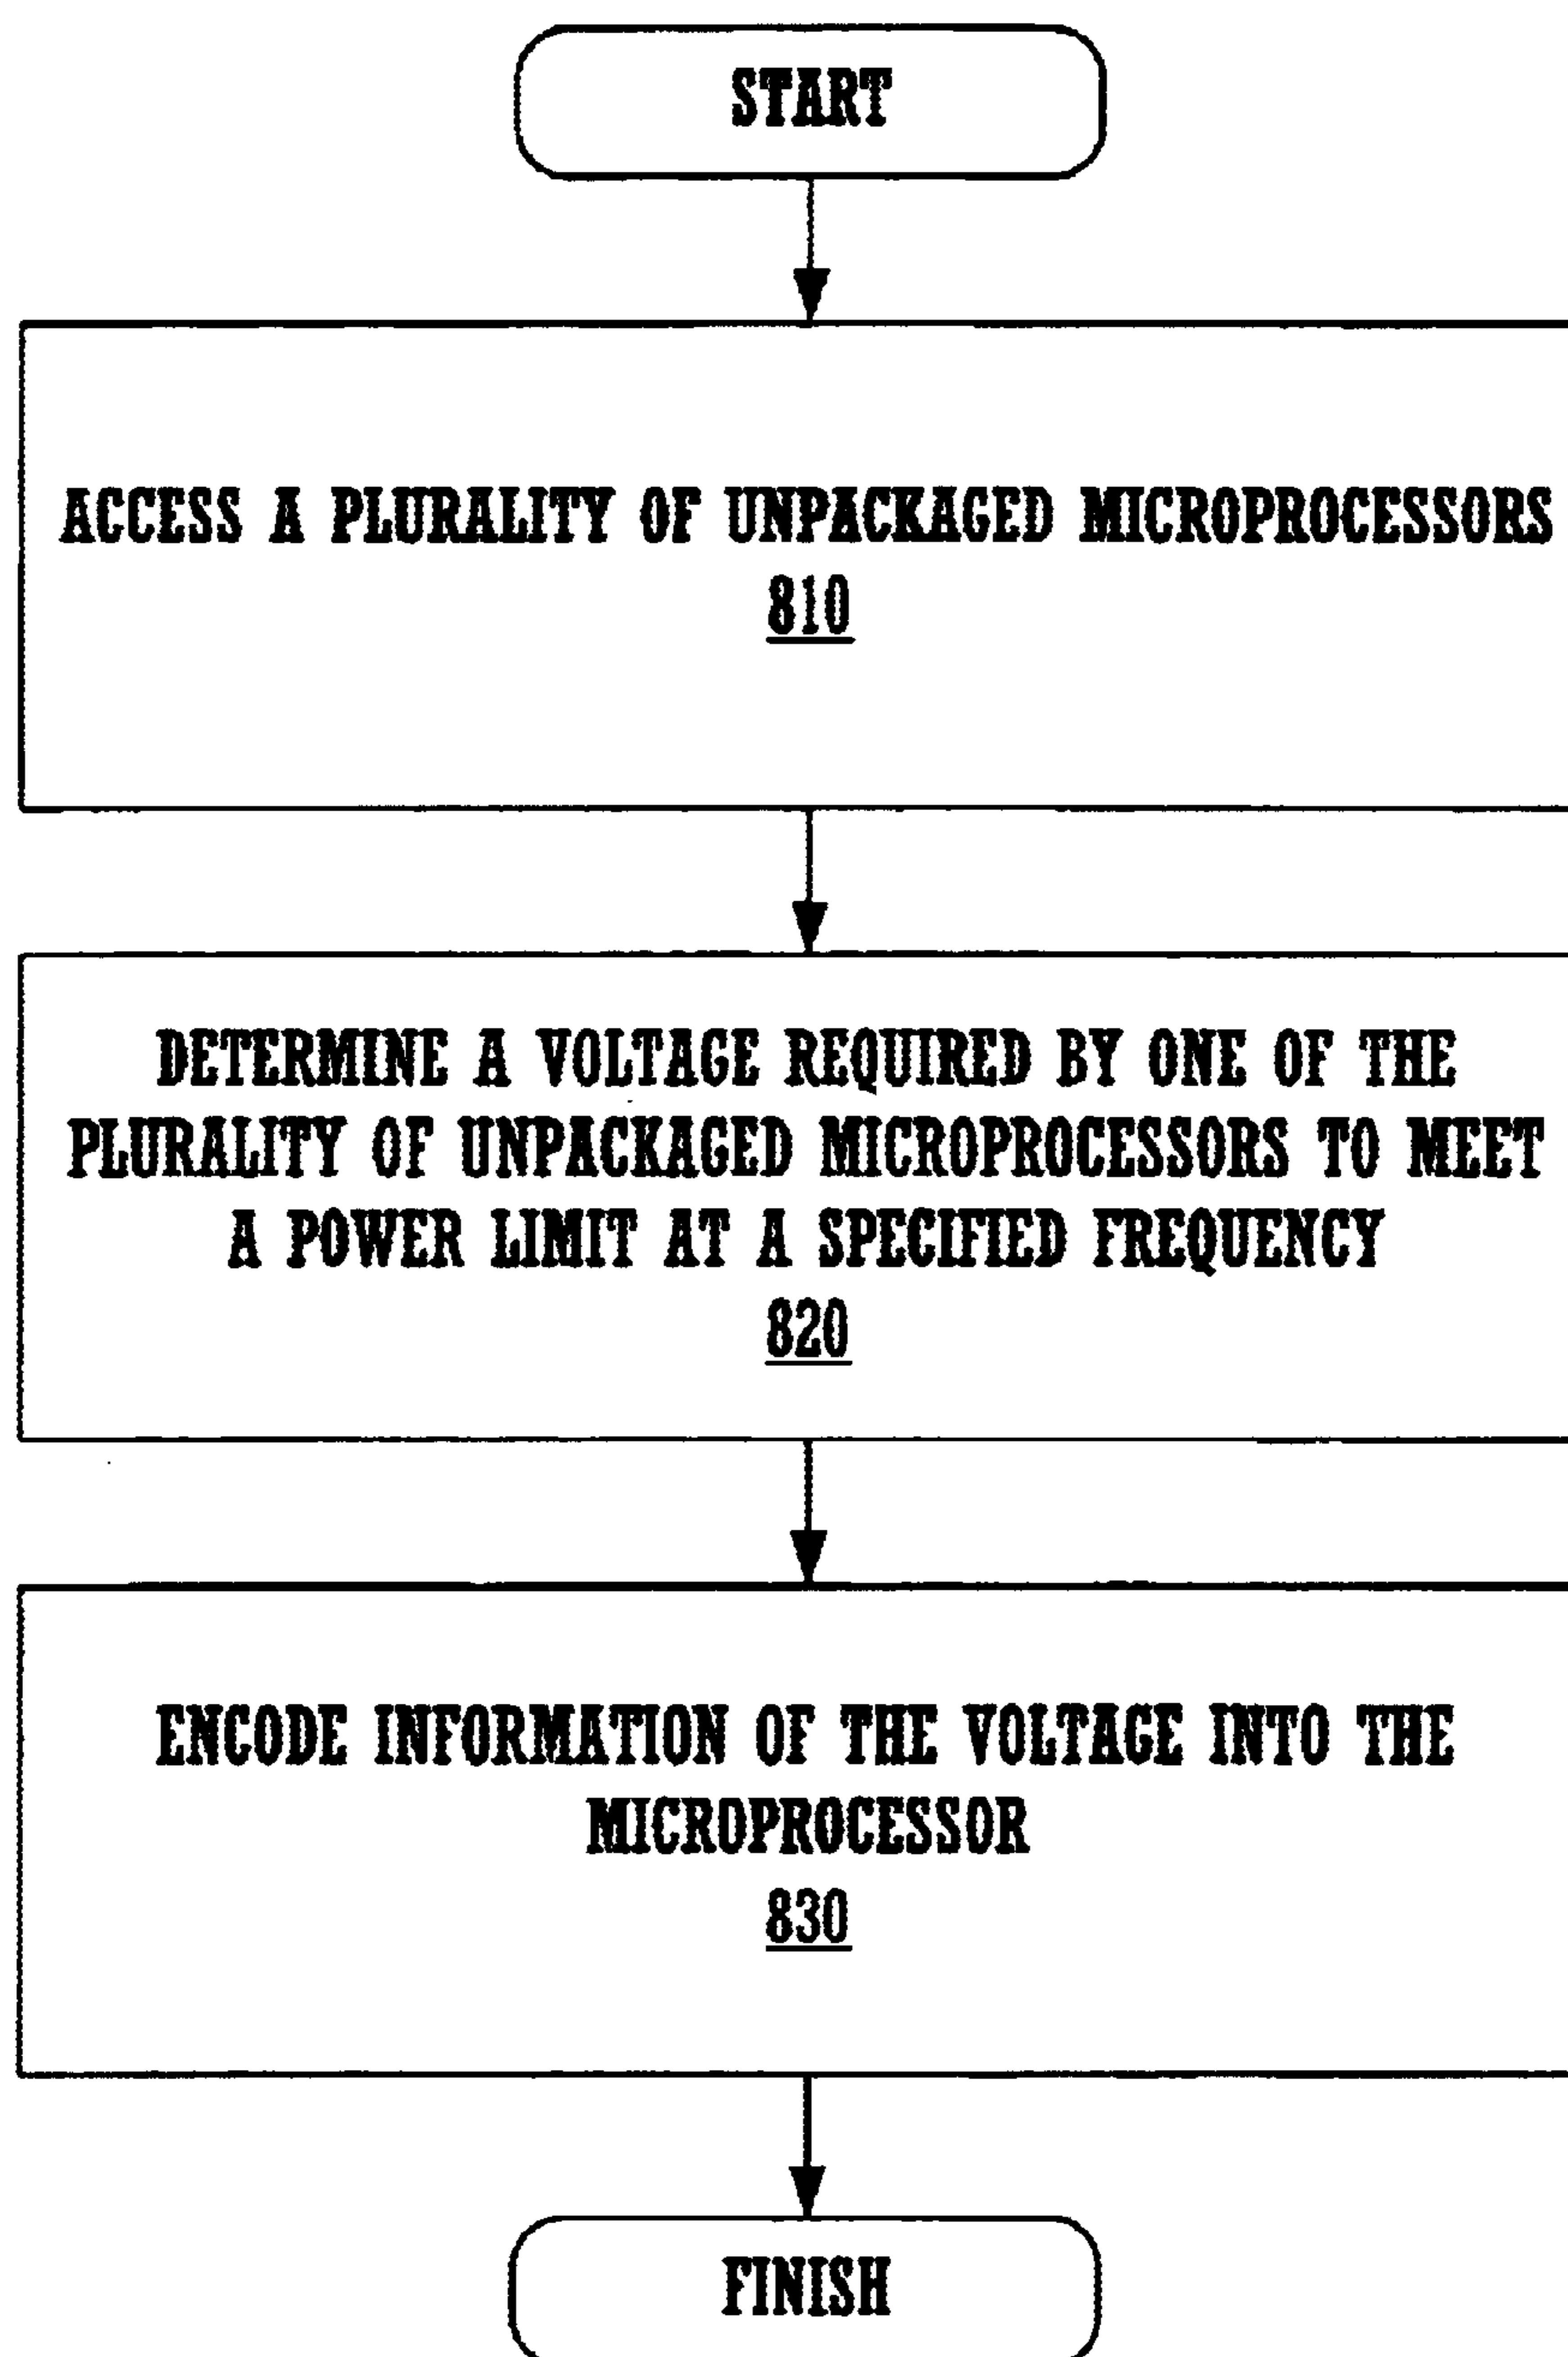 START
ACCESS A PLURALITY OF UNPACKAGED MICROPROCESSORS
810
DETERMINE A VOLTAGE REQUIRED BY ONE OF THE
PLURALITY OF UNPACKAGED MICROPROCESSORS TO MEET
A POWER LIMIT AT A SPECIFIED FREQUENCY
820
ENCODE INFORMATION OF THE VOLTAGE INTO THE
MICROPROCESSOR
830
FINISH